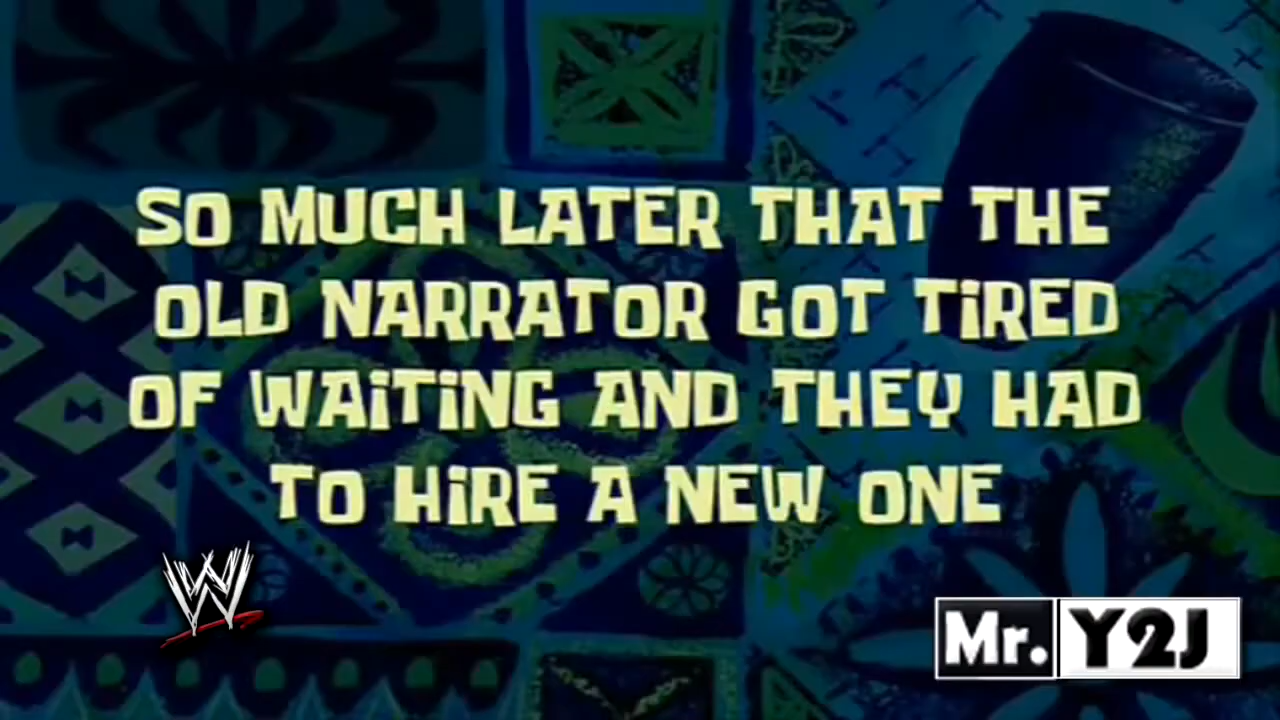 SO MUCH LATER THAT THE
OLD NARRATOR GOT TiRED
OF WAiTiNG AND THEY HAD
TO HiRE A NEW ONE
W
Mr. Y2J